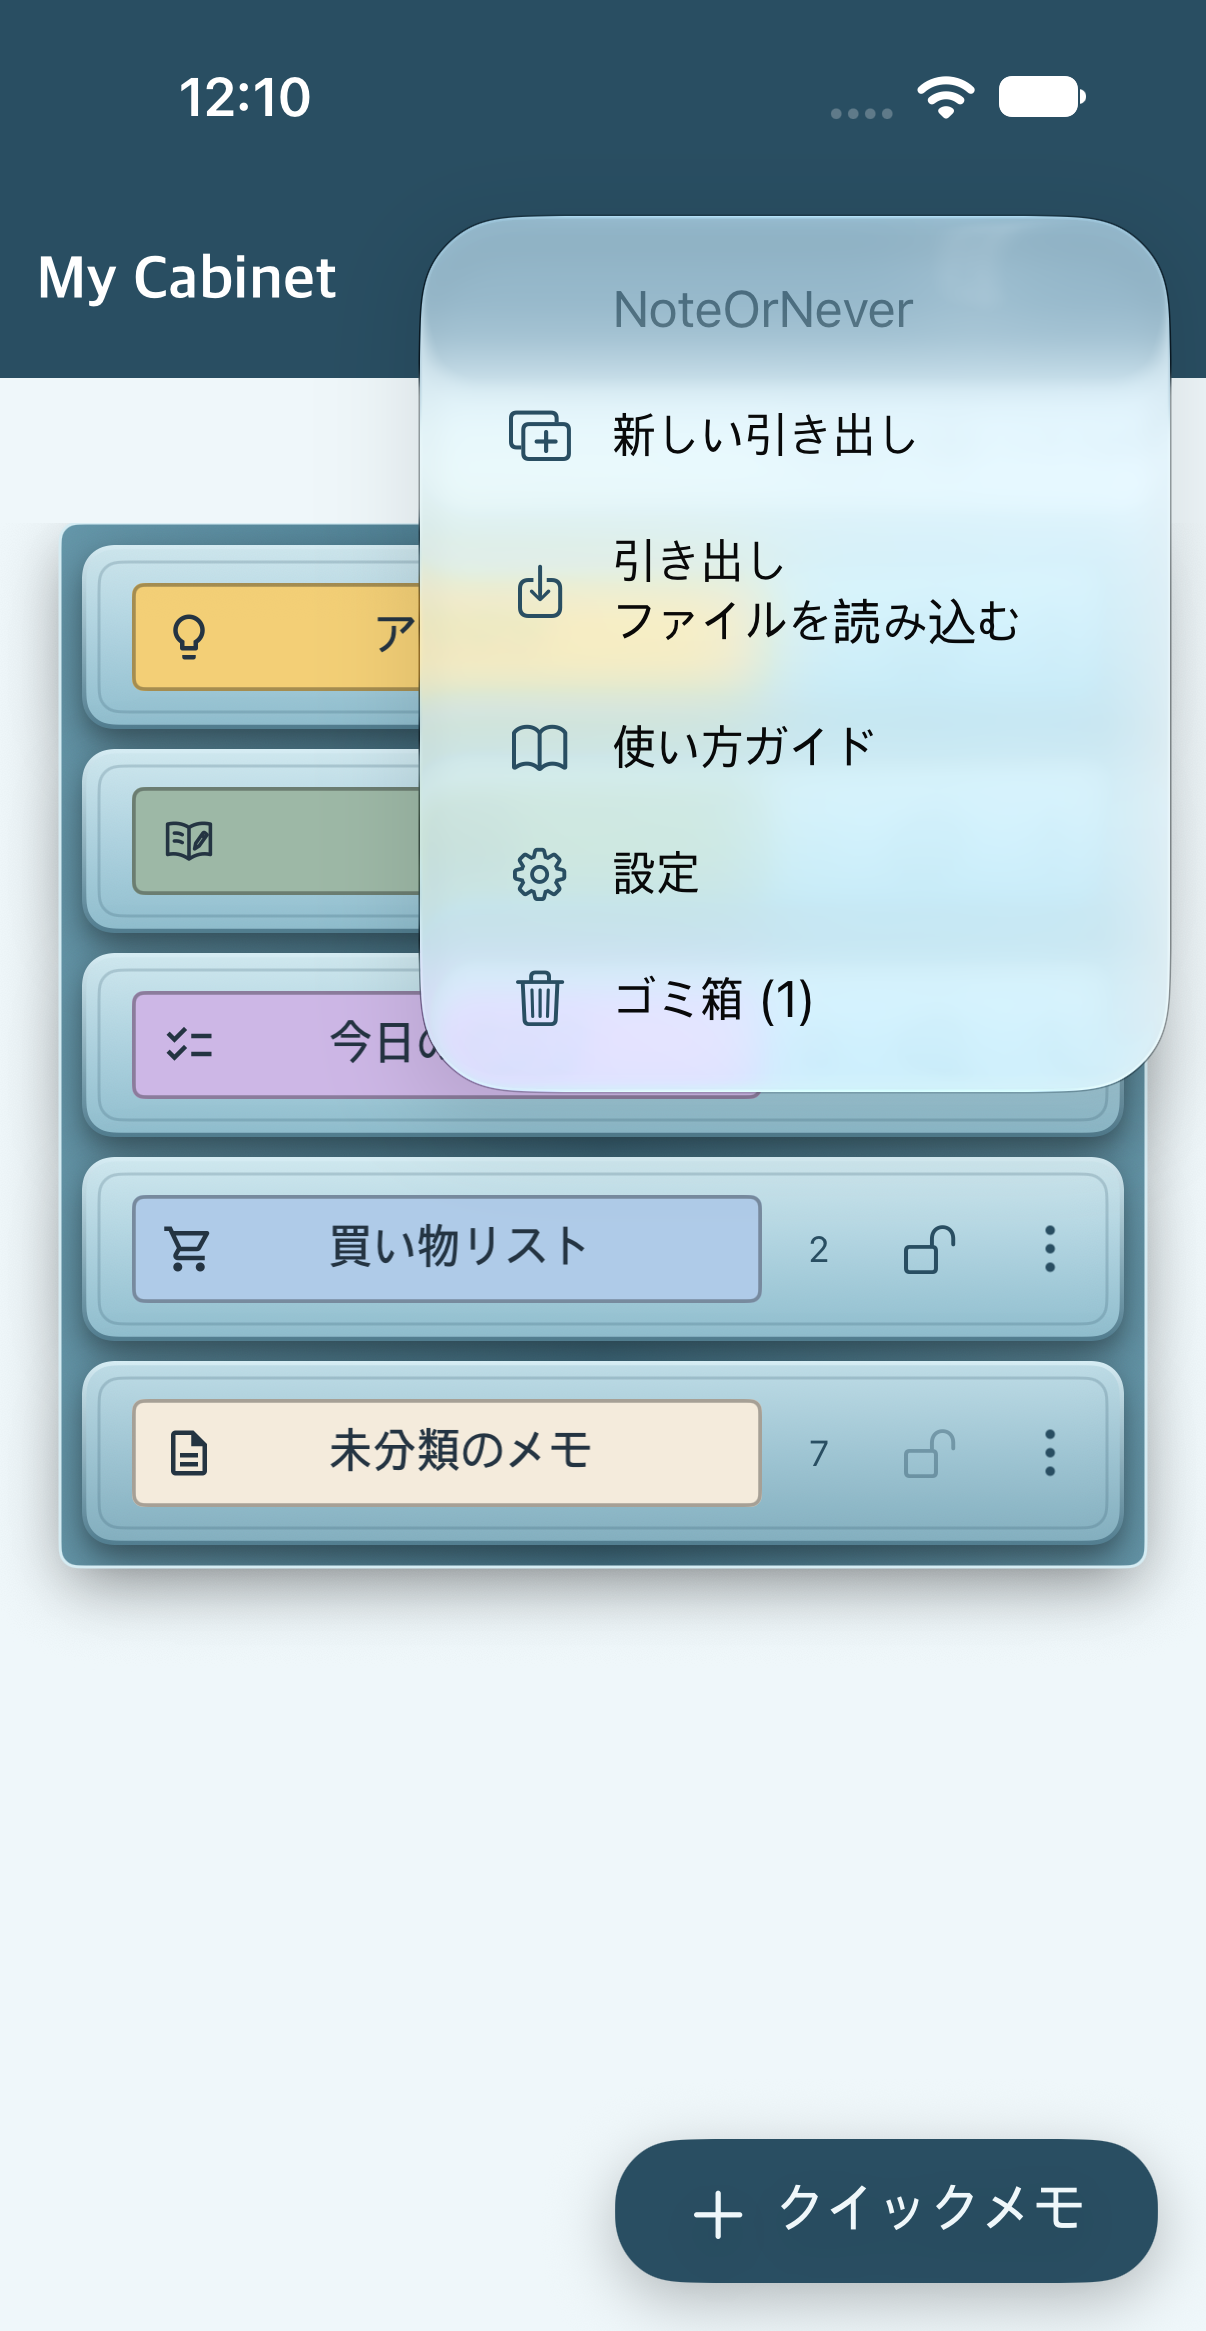 12:10
My Cabinet
NoteOrNever
新しい引き出し
引き出し
ファイルを読み込む
使い方ガイド
設定
ゴミ箱 (1)
ア
今日の
買い物リスト
2
未分類のメモ
7
クイックメモ